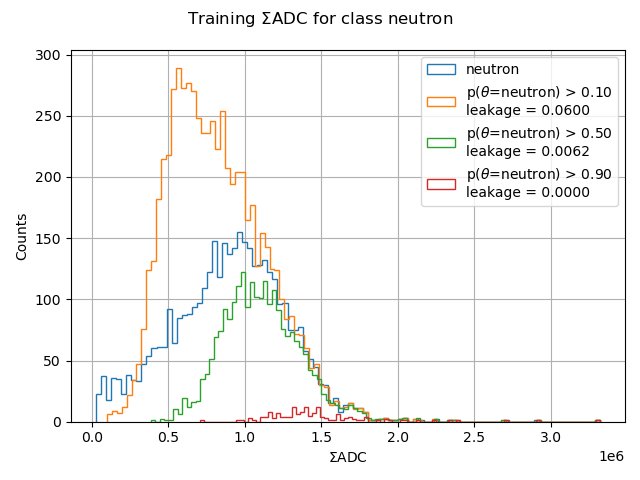 Training ΣADC for class neutron
300
250
200
150
100
50
0
Counts
neutron
p(θ=neutron) > 0.10
leakage = 0.0600
p(θ=neutron) > 0.50
leakage = 0.0062
p(θ=neutron) > 0.90
leakage = 0.0000
0.0 0.5 1.0 1.5 2.0 2.5 3.0
1e6
ΣADC